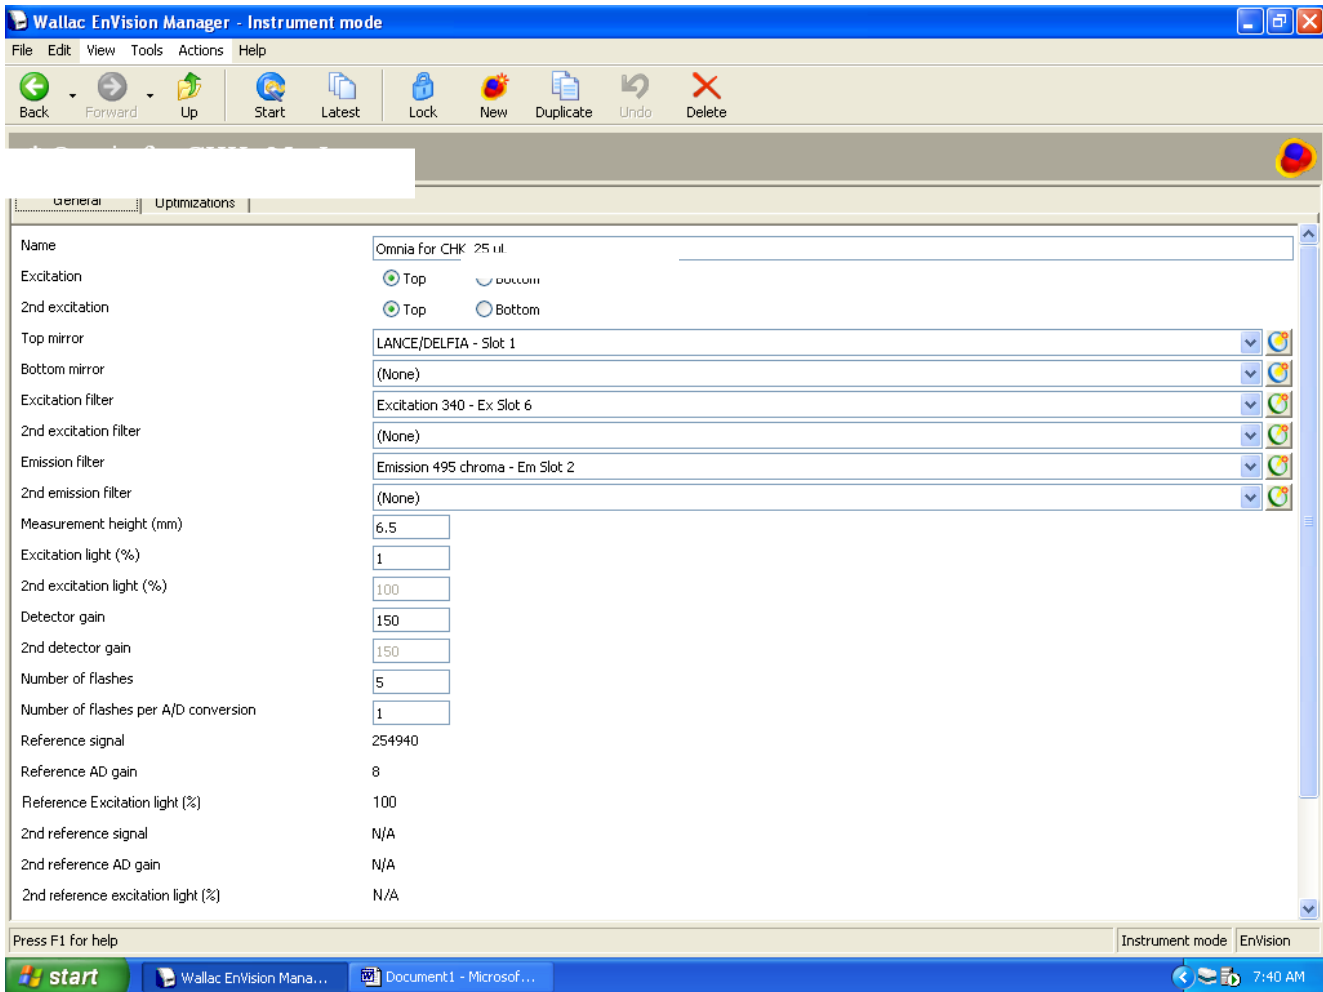 Wallac EnVision Manager - Instrument mode
File Edit View Tools Actions Help
Back Forward Up Start Latest Lock New Duplicate Undo Delete
General Optimizations
Name Omnia for CHK 25 uL
Excitation Top Bottom
2nd excitation Top Bottom
Top mirror LANCE/DELFIA - Slot 1
Bottom mirror (None)
Excitation filter Excitation 340 - Ex Slot 6
2nd excitation filter (None)
Emission filter Emission 495 chroma - Em Slot 2
2nd emission filter (None)
Measurement height (mm) 6.5
Excitation light (%) 1
2nd excitation light (%) 100
Detector gain 150
2nd detector gain 150
Number of flashes 5
Number of flashes per A/D conversion 1
Reference signal 254940
Reference AD gain 8
Reference Excitation light (%) 100
2nd reference signal N/A
2nd reference AD gain N/A
2nd reference excitation light (%) N/A
Press F1 for help Instrument mode EnVision
start Wallac EnVision Mana... Document1 - Microsof... 7:40 AM